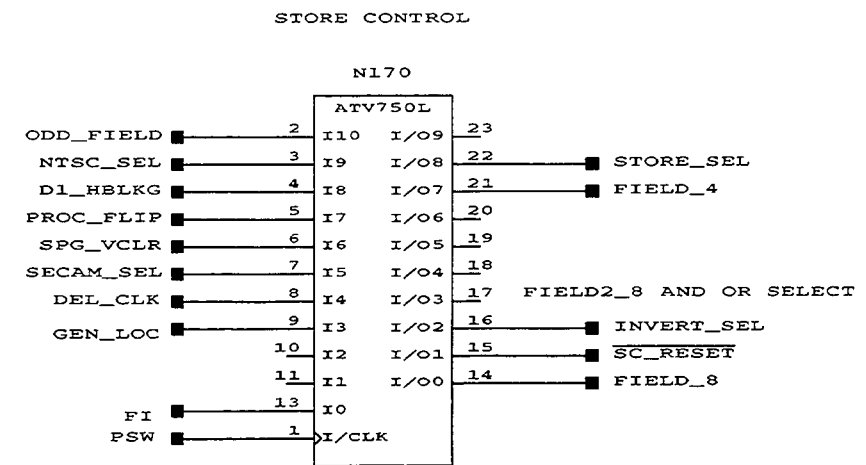 STORE CONTROL
N170
ATV750L
ODD_FIELD 2 I10 I/O9 23
NTSC_SEL 3 I9 I/O8 22 STORE_SEL
D1_HBLKG 4 I8 I/O7 21 FIELD_4
PROC_FLIP 5 I7 I/O6 20
SPG_VCLR 6 I6 I/O5 19
SECAM_SEL 7 I5 I/O4 18
DEL_CLK 8 I4 I/O3 17 FIELD2_8 AND OR SELECT
GEN_LOC 9 I3 I/O2 16 INVERT_SEL
10 I2 I/O1 15 SC_RESET
11 I1 I/O0 14 FIELD_8
FI 13 I0
PSW 1 I/CLK